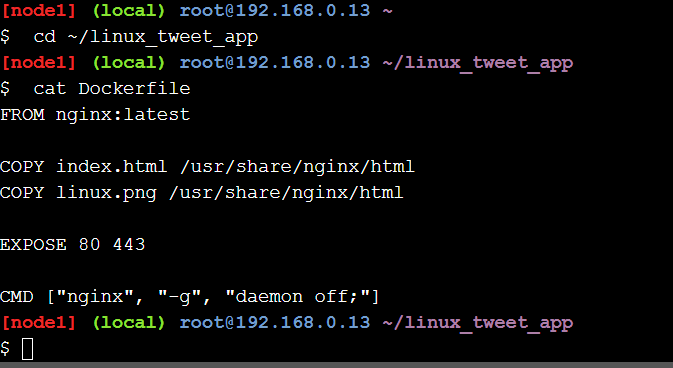 [node1] (local) root@192.168.0.13 ~
$  cd ~/linux_tweet_app
[node1] (local) root@192.168.0.13 ~/linux_tweet_app
$  cat Dockerfile
FROM nginx:latest
COPY index.html /usr/share/nginx/html
COPY linux.png /usr/share/nginx/html
EXPOSE 80 443
CMD ["nginx", "-g", "daemon off;"]
[node1] (local) root@192.168.0.13 ~/linux_tweet_app
$